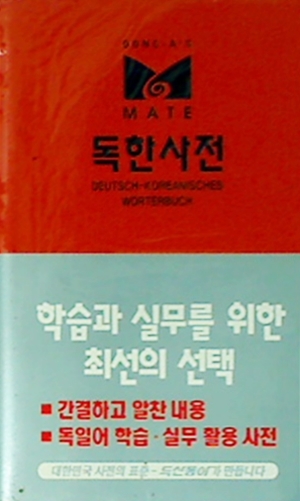 DONG-A'S
MATE
독한사전
DEUTSCH-KOREANISCHES
WÖRTERBUCH
학습과 실무를 위한
최선의 선택
■ 간결하고 알찬 내용
■ 독일어 학습·실무 활용 사전
대한민국 사전의 표준 - 두산동아가 만듭니다